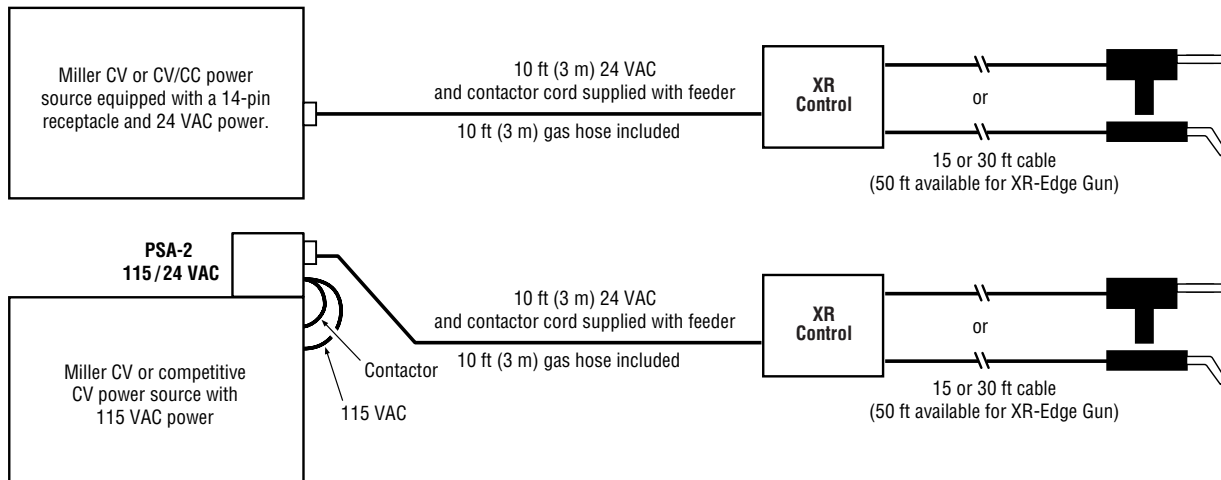 Miller CV or CV/CC power
source equipped with a 14-pin
receptacle and 24 VAC power.
10 ft (3 m) 24 VAC
and contactor cord supplied with feeder
10 ft (3 m) gas hose included
XR
Control
or
15 or 30 ft cable
(50 ft available for XR-Edge Gun)
PSA-2
115/24 VAC
Miller CV or competitive
CV power source with
115 VAC power
Contactor
115 VAC
10 ft (3 m) 24 VAC
and contactor cord supplied with feeder
10 ft (3 m) gas hose included
XR
Control
or
15 or 30 ft cable
(50 ft available for XR-Edge Gun)